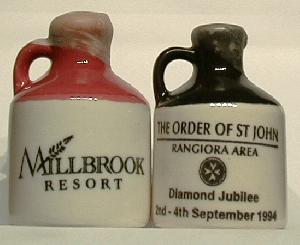 MILLBROOK
RESORT
THE ORDER OF ST JOHN
RANGIORA AREA
Diamond Jubilee
2nd - 4th September 1994